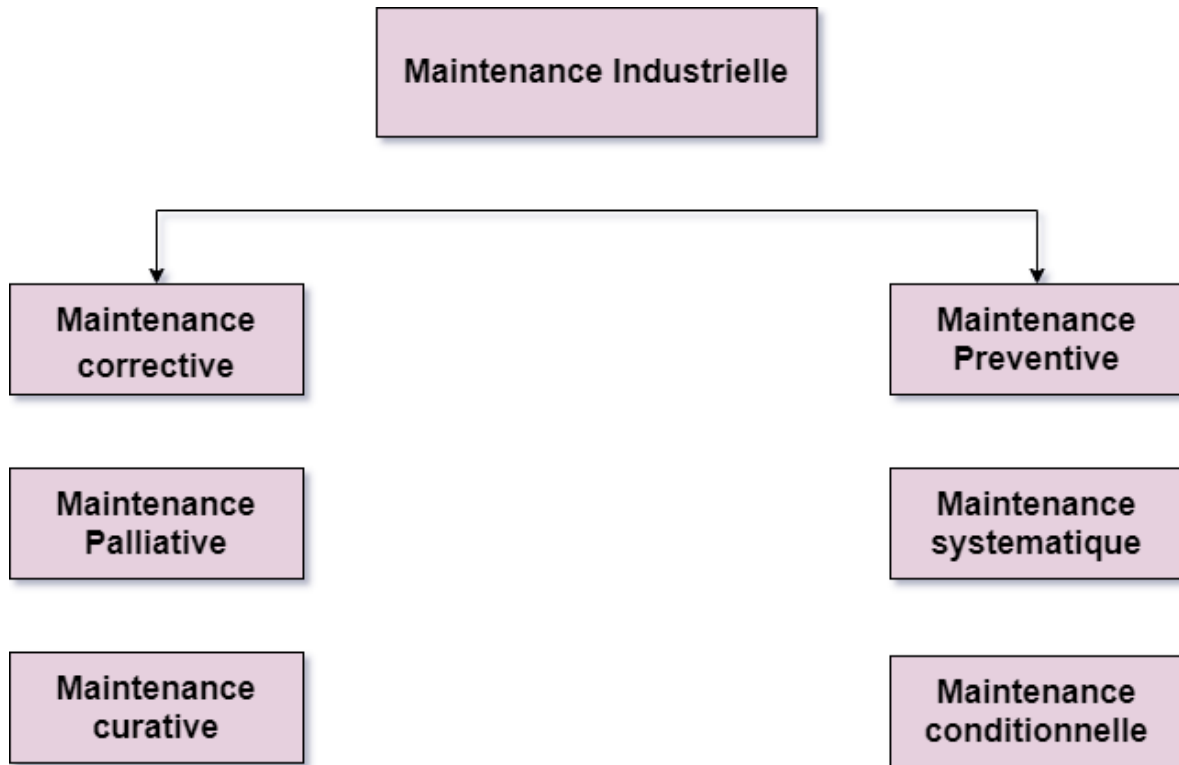 Maintenance Industrielle
Maintenance
corrective
Maintenance
Preventive
Maintenance
Palliative
Maintenance
systematique
Maintenance
curative
Maintenance
conditionnelle